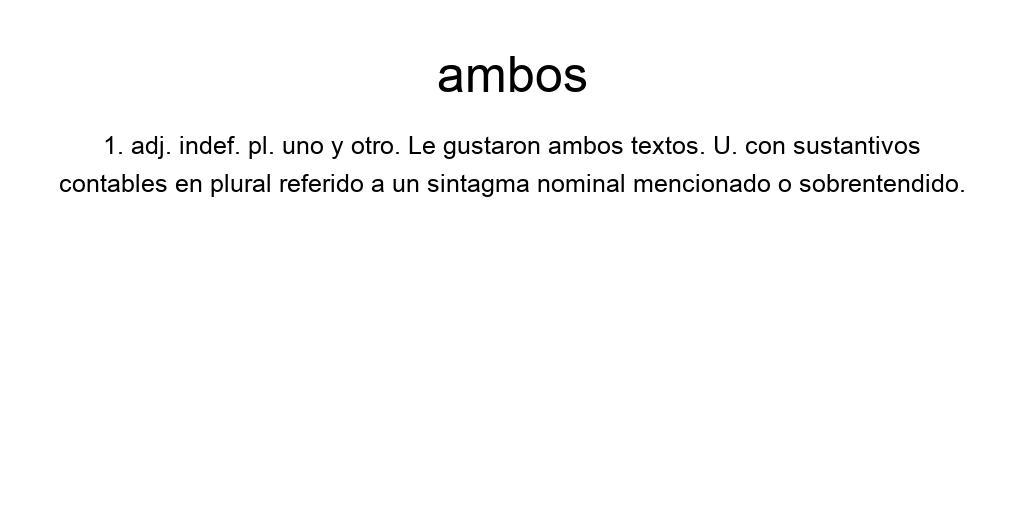 ambos
1. adj. indef. pl. uno y otro. Le gustaron ambos textos. U. con sustantivos
contables en plural referido a un sintagma nominal mencionado o sobrentendido.